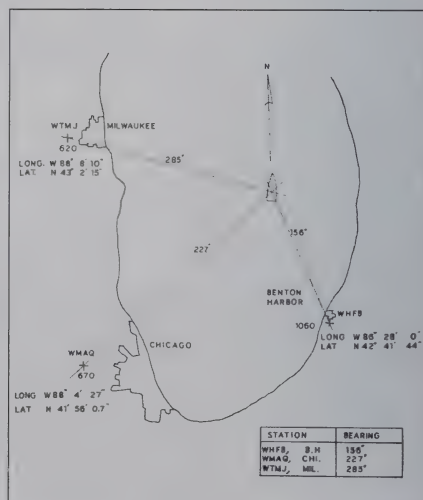 N
WTMJ
MILWAUKEE
620
LONG. W 88° 8' 10"
LAT. N 43° 2' 15"
285°
156°
227°
BENTON
HARBOR
WHFB
1060
LONG W 86° 28' 0"
LAT N 42° 41' 44"
CHICAGO
WMAQ
670
LONG W 88° 4' 27"
LAT N 41° 56' 0.7"
STATION BEARING
WHFB, B.H 156°
WMAQ, CHI. 227°
WTMJ, MIL. 285°